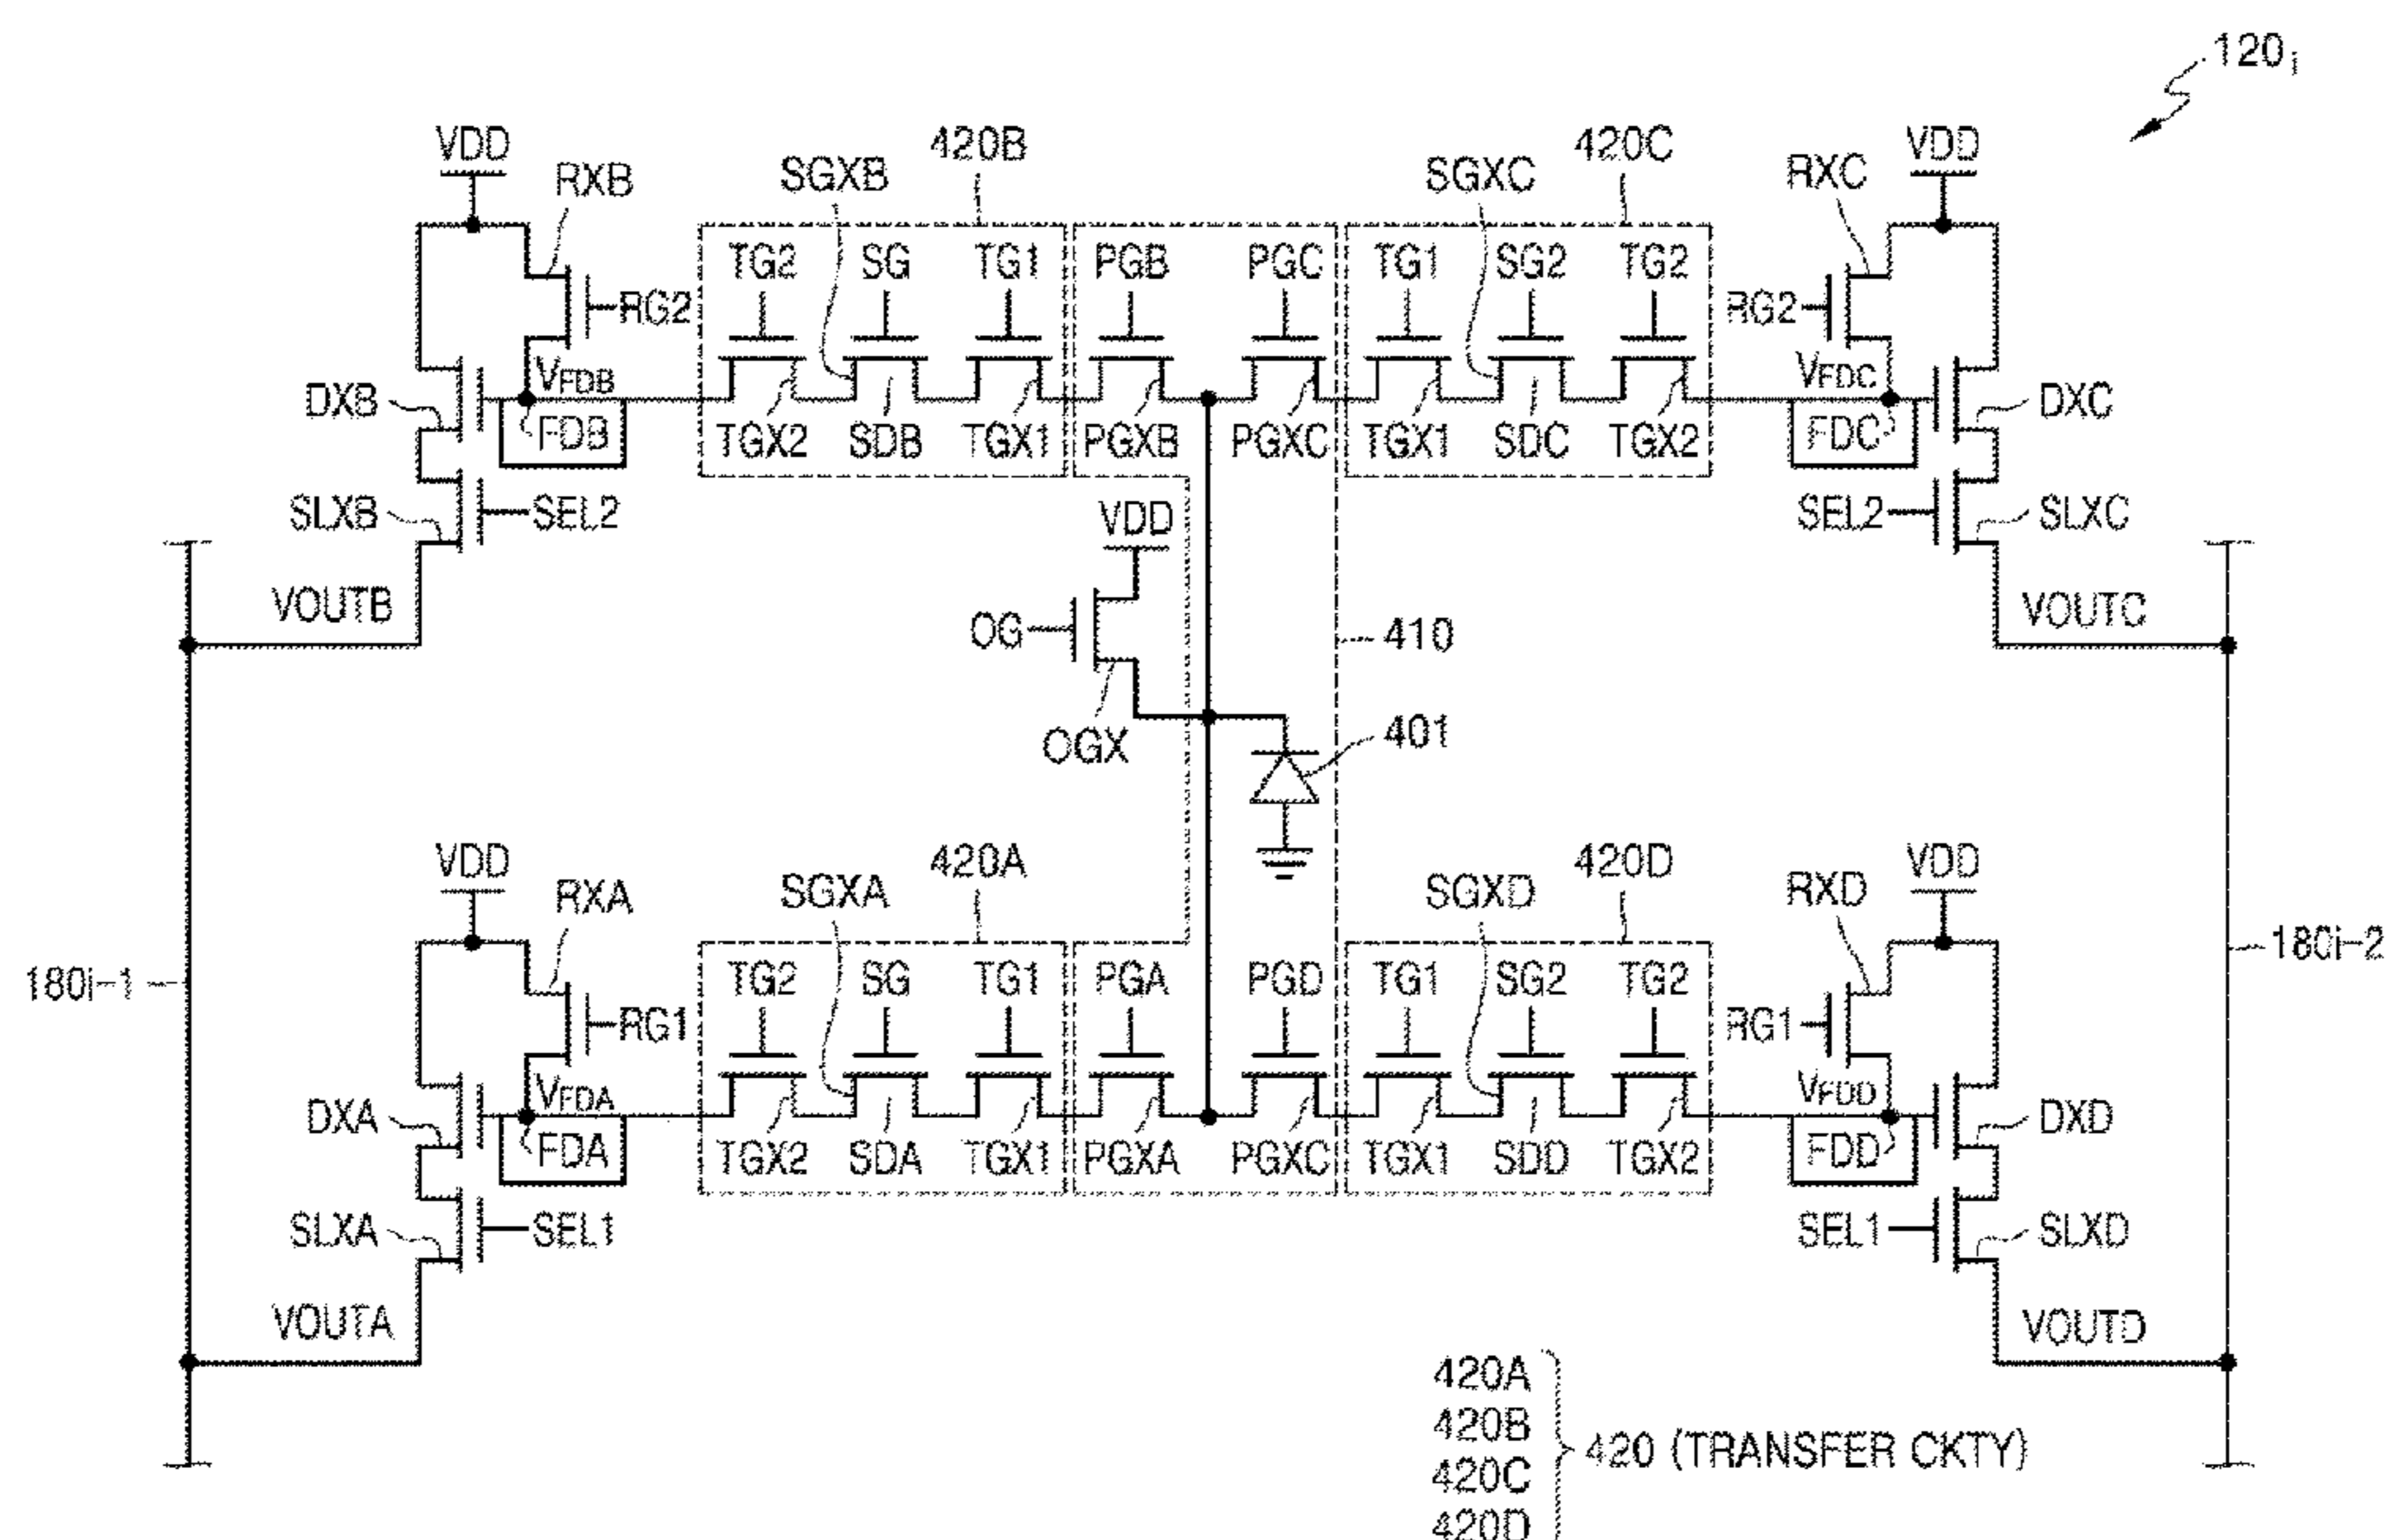 120i
VDD RXB SGXB 420B SGXC 420C RXC VDD
TG2 SG TG1 PGB PGC TG1 SG2 TG2
RG2 RG2
VFDB VFDC
DXB FDB TGX2 SDB TGX1 PGXB PGXC TGX1 SDC TGX2 FDC DXC
SLXB SEL2 VDD SEL2 SLXC
VOUTB OG 410 VOUTC
OGX 401
VDD RXA SGXA 420A SGXD 420D RXD VDD
180i-1 TG2 SG TG1 PGA PGD TG1 SG2 TG2 180i-2
RG1 RG1
VFDA VFDD
DXA FDA TGX2 SDA TGX1 PGXA PGXC TGX1 SDD TGX2 FDD DXD
SLXA SEL1 SEL1 SLXD
VOUTA VOUTD
420A
420B
420 (TRANSFER CKTY)
420C
420D